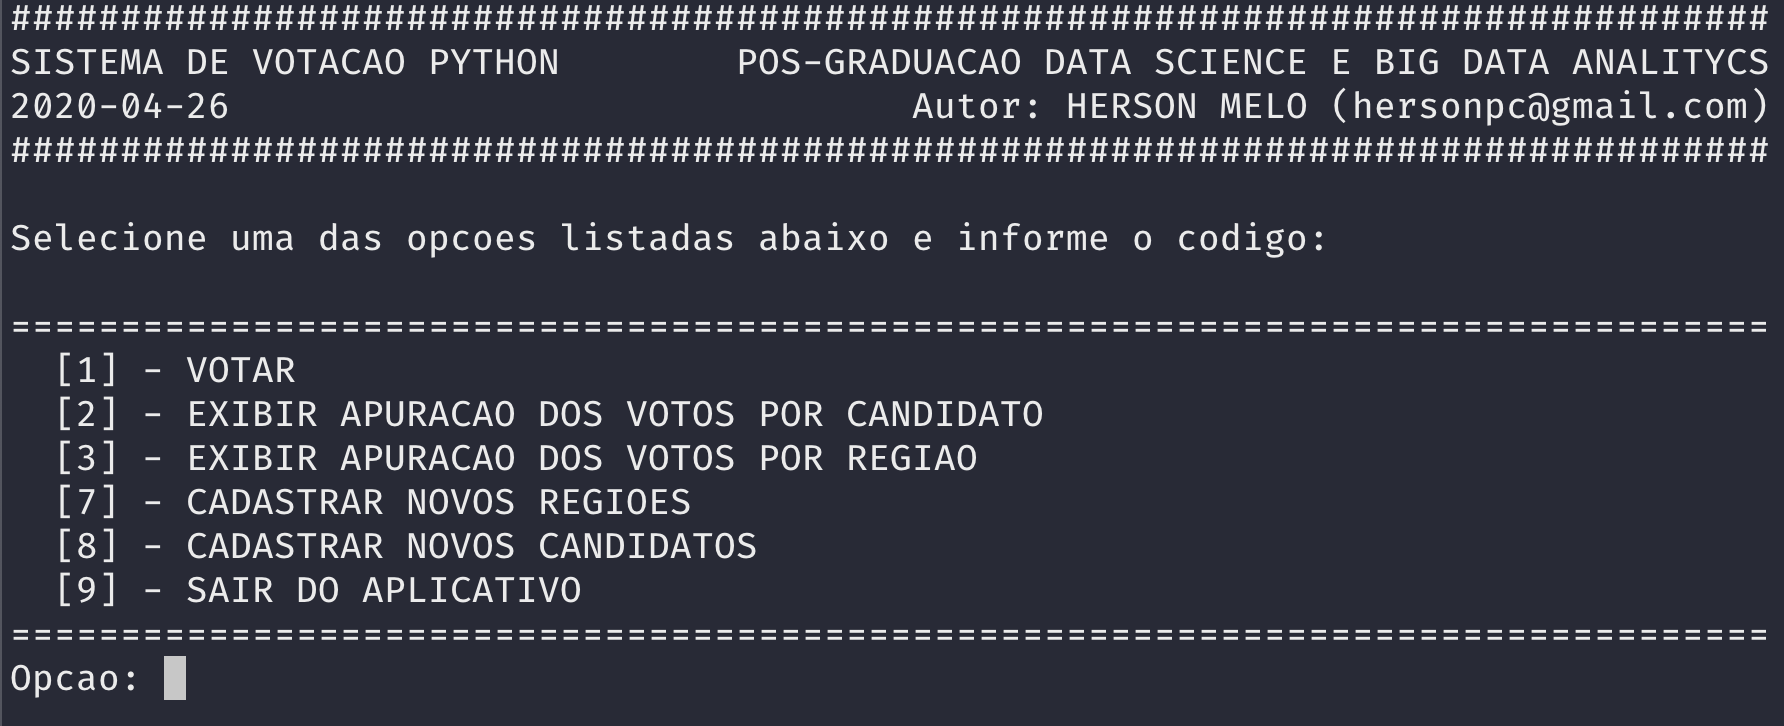 ################################################################################
SISTEMA DE VOTACAO PYTHON        POS-GRADUACAO DATA SCIENCE E BIG DATA ANALITYCS
2020-04-26                               Autor: HERSON MELO (hersonpc@gmail.com)
################################################################################
Selecione uma das opcoes listadas abaixo e informe o codigo:
================================================================================
[1] - VOTAR
[2] - EXIBIR APURACAO DOS VOTOS POR CANDIDATO
[3] - EXIBIR APURACAO DOS VOTOS POR REGIAO
[7] - CADASTRAR NOVOS REGIOES
[8] - CADASTRAR NOVOS CANDIDATOS
[9] - SAIR DO APLICATIVO
================================================================================
Opcao: